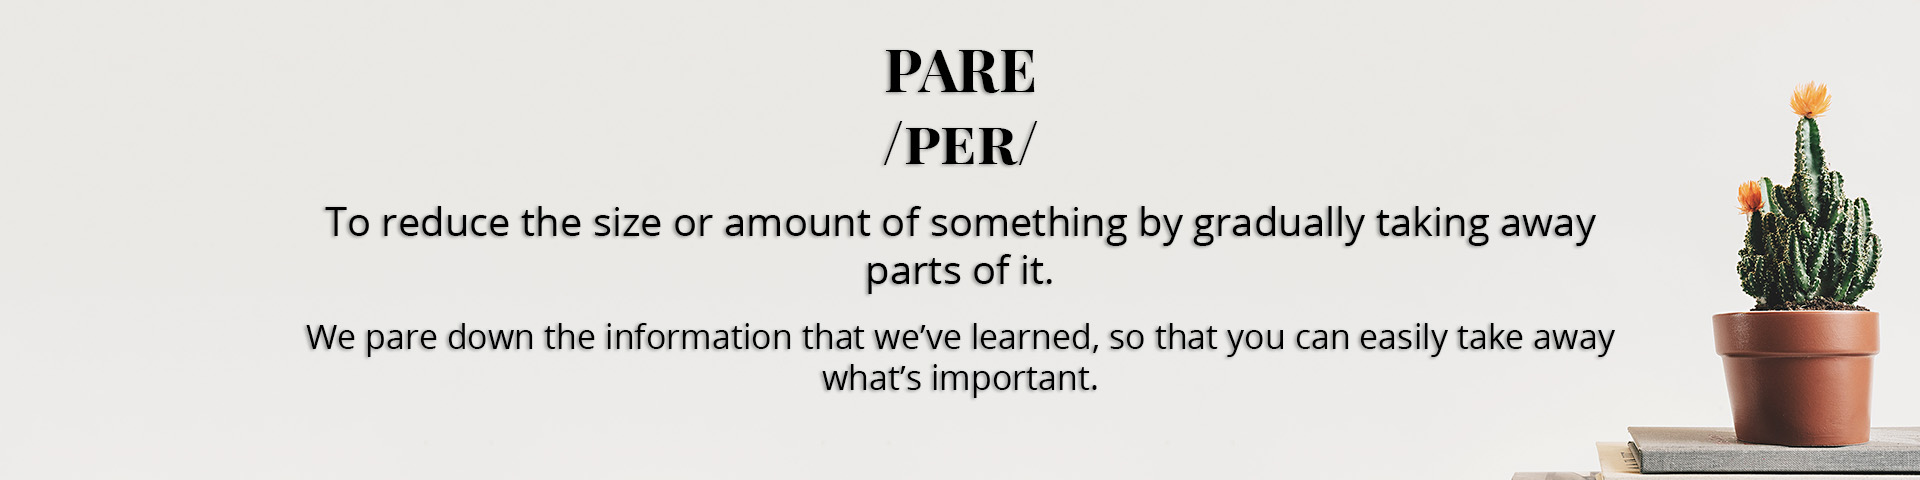 PARE
/PER/
To reduce the size or amount of something by gradually taking away
parts of it.
We pare down the information that we’ve learned, so that you can easily take away
what’s important.